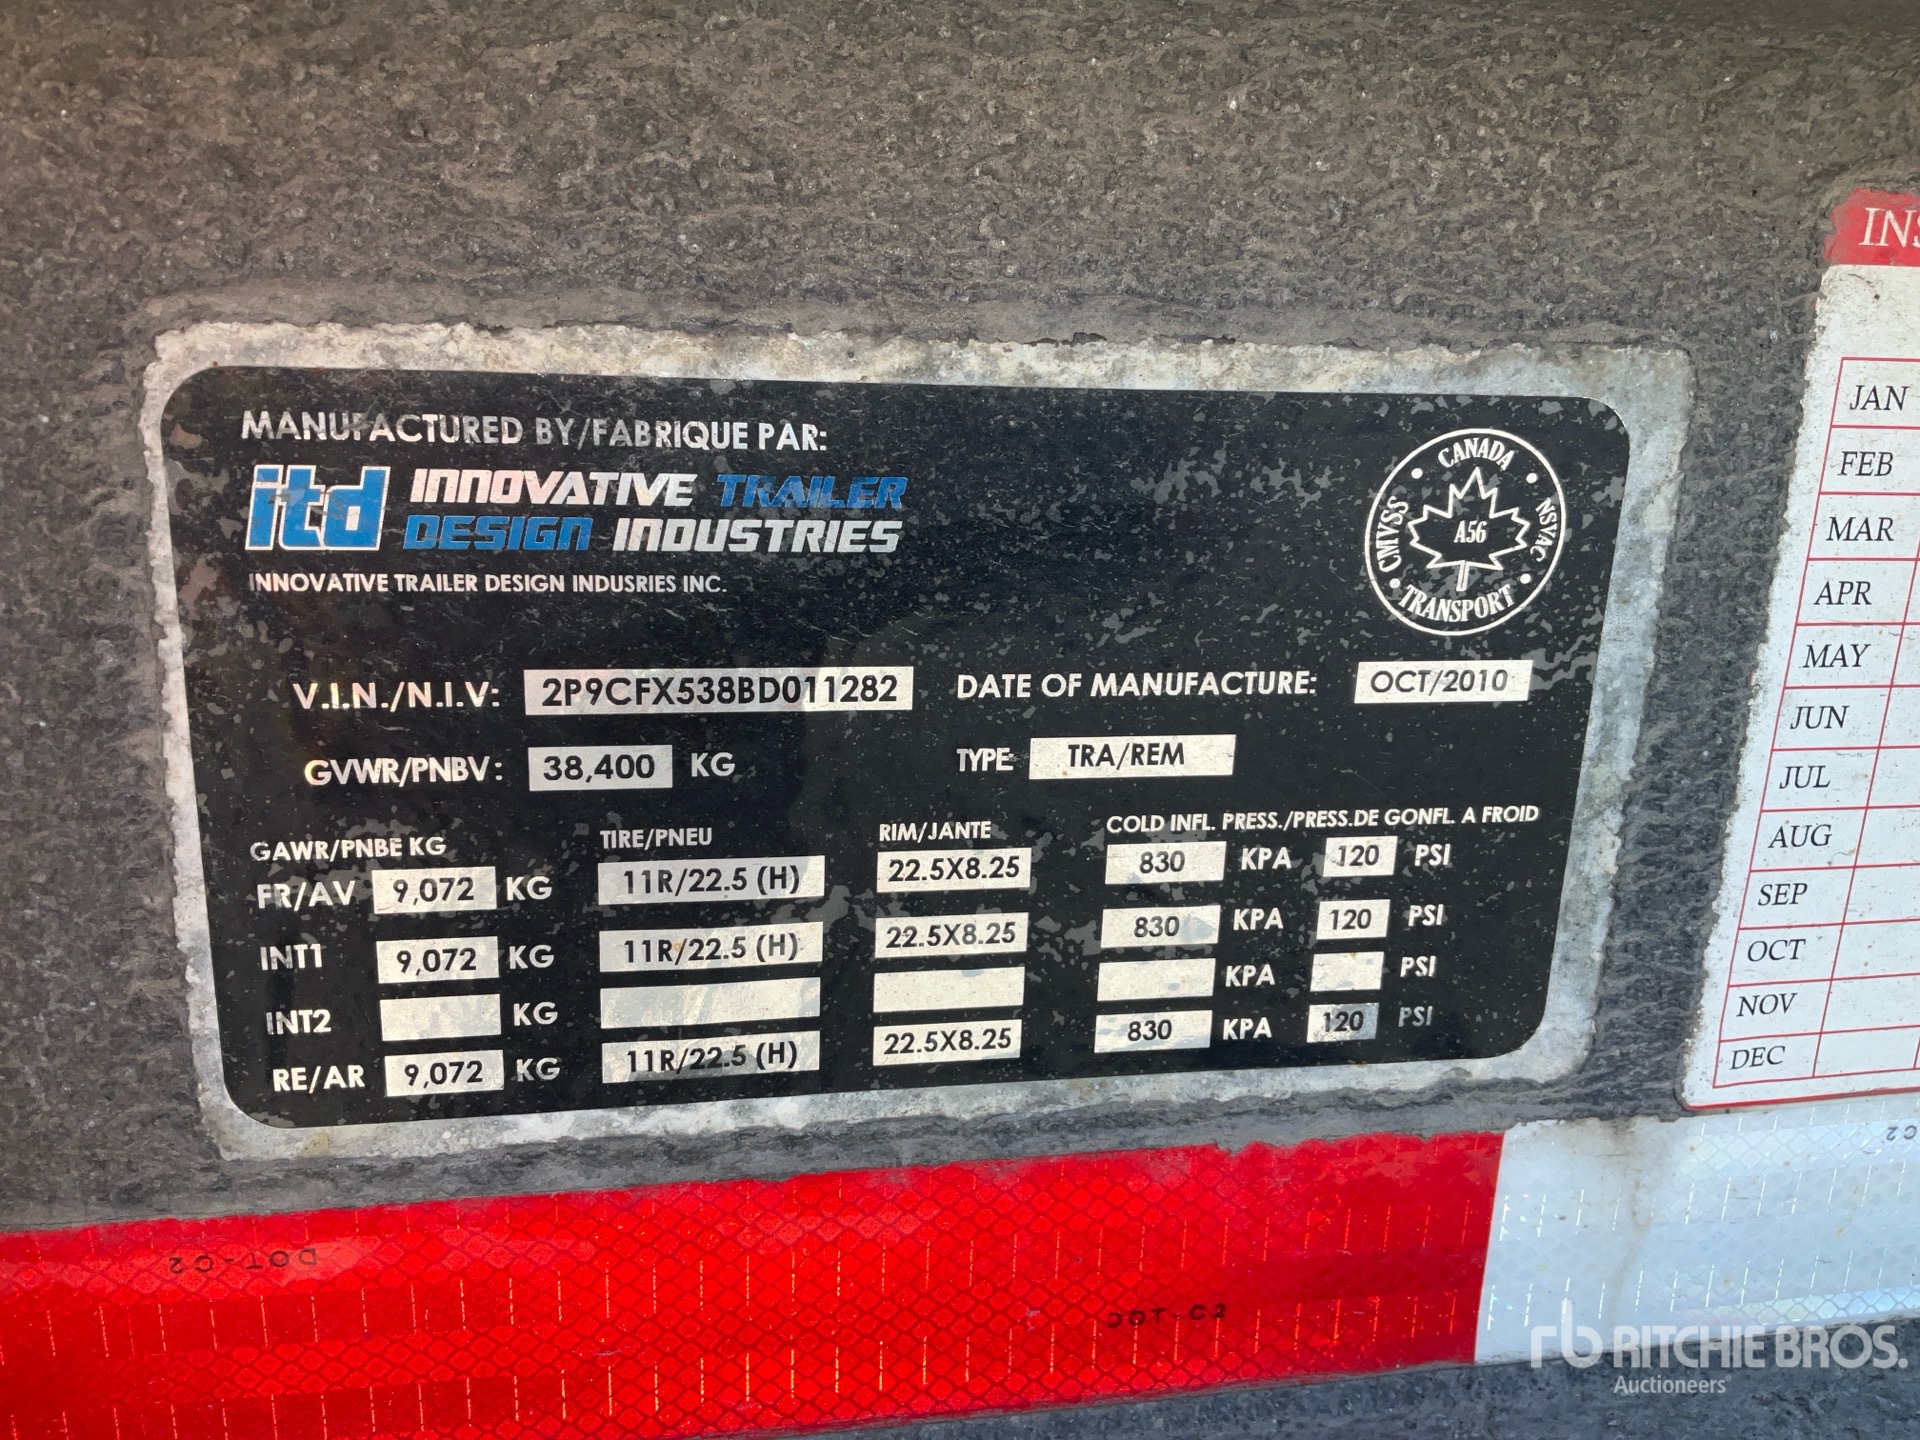 MANUFACTURED BY/FABRIQUE PAR:
itd INNOVATIVE TRAILER
DESIGN INDUSTRIES
INNOVATIVE TRAILER DESIGN INDUSRIES INC.
CANADA
CMVSS
NSVAC
A56
TRANSPORT
V.I.N./N.I.V: 2P9CFX538BD011282 DATE OF MANUFACTURE: OCT/2010
GVWR/PNBV: 38,400 KG TYPE TRA/REM
GAWR/PNBE KG TIRE/PNEU RIM/JANTE COLD INFL. PRESS./PRESS.DE GONFL. A FROID
FR/AV 9,072 KG 11R/22.5 (H) 22.5X8.25 830 KPA 120 PSI
INT1 9,072 KG 11R/22.5 (H) 22.5X8.25 830 KPA 120 PSI
INT2 KG KPA PSI
RE/AR 9,072 KG 11R/22.5 (H) 22.5X8.25 830 KPA 120 PSI
JAN
FEB
MAR
APR
MAY
JUN
JUL
AUG
SEP
OCT
NOV
DEC
DOT-C2
DOT-C2
rb RITCHIE BROS.
Auctioneers